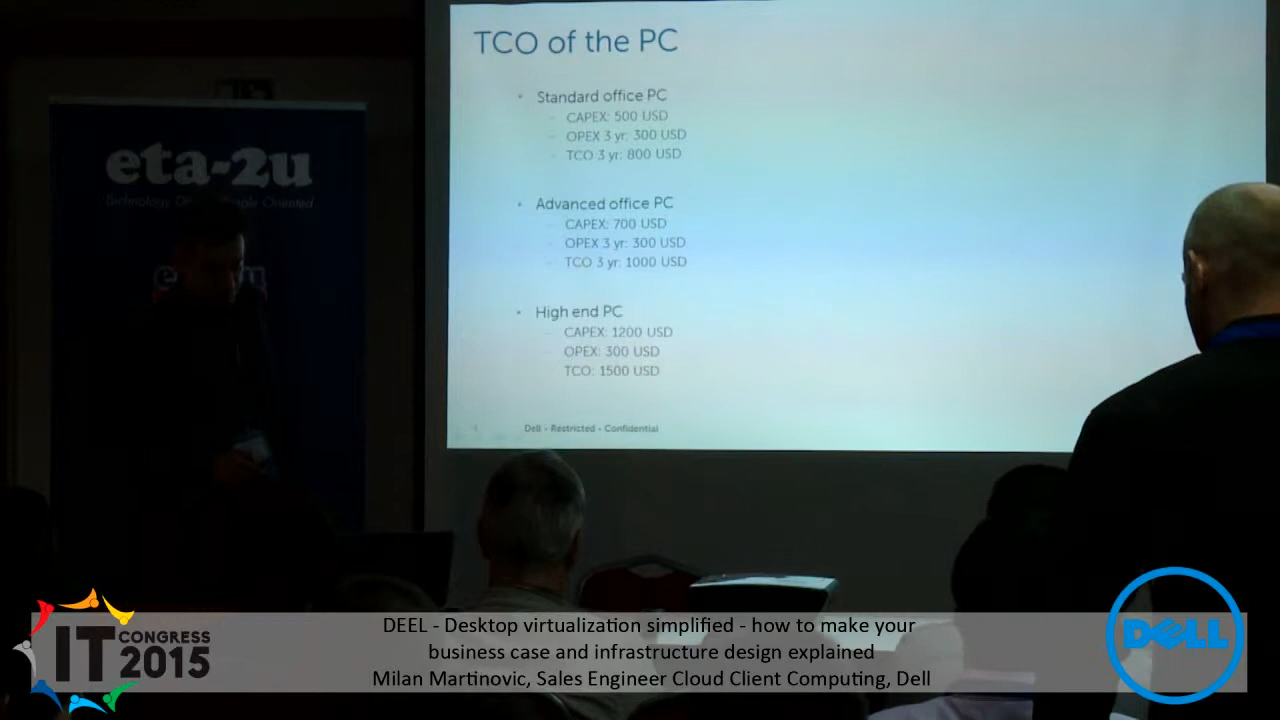 TCO of the PC
Standard office PC
CAPEX: 500 USD
OPEX 3 yr: 300 USD
TCO 3 yr: 800 USD
Advanced office PC
CAPEX: 700 USD
OPEX 3 yr: 300 USD
TCO 3 yr: 1000 USD
High end PC
CAPEX: 1200 USD
OPEX: 300 USD
TCO: 1500 USD
Dell - Restricted - Confidential
eta-2u
Technology Oriented
IT CONGRESS
2015
DEEL - Desktop virtualization simplified - how to make your
business case and infrastructure design explained
Milan Martinovic, Sales Engineer Cloud Client Computing, Dell
DELL